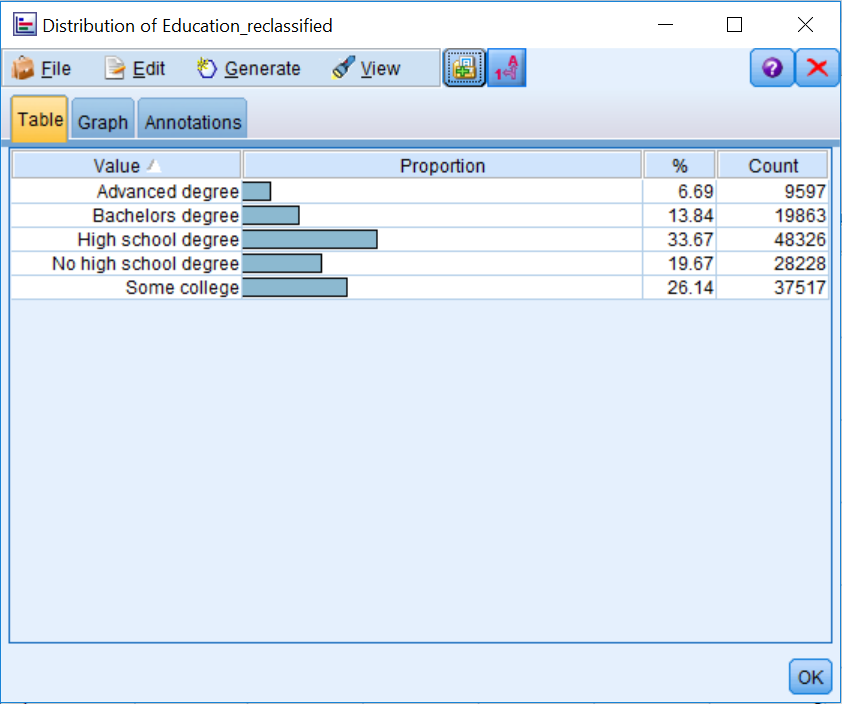 Distribution of Education_reclassified
File Edit Generate View
Table Graph Annotations
Value Proportion % Count
Advanced degree 6.69 9597
Bachelors degree 13.84 19863
High school degree 33.67 48326
No high school degree 19.67 28228
Some college 26.14 37517
OK